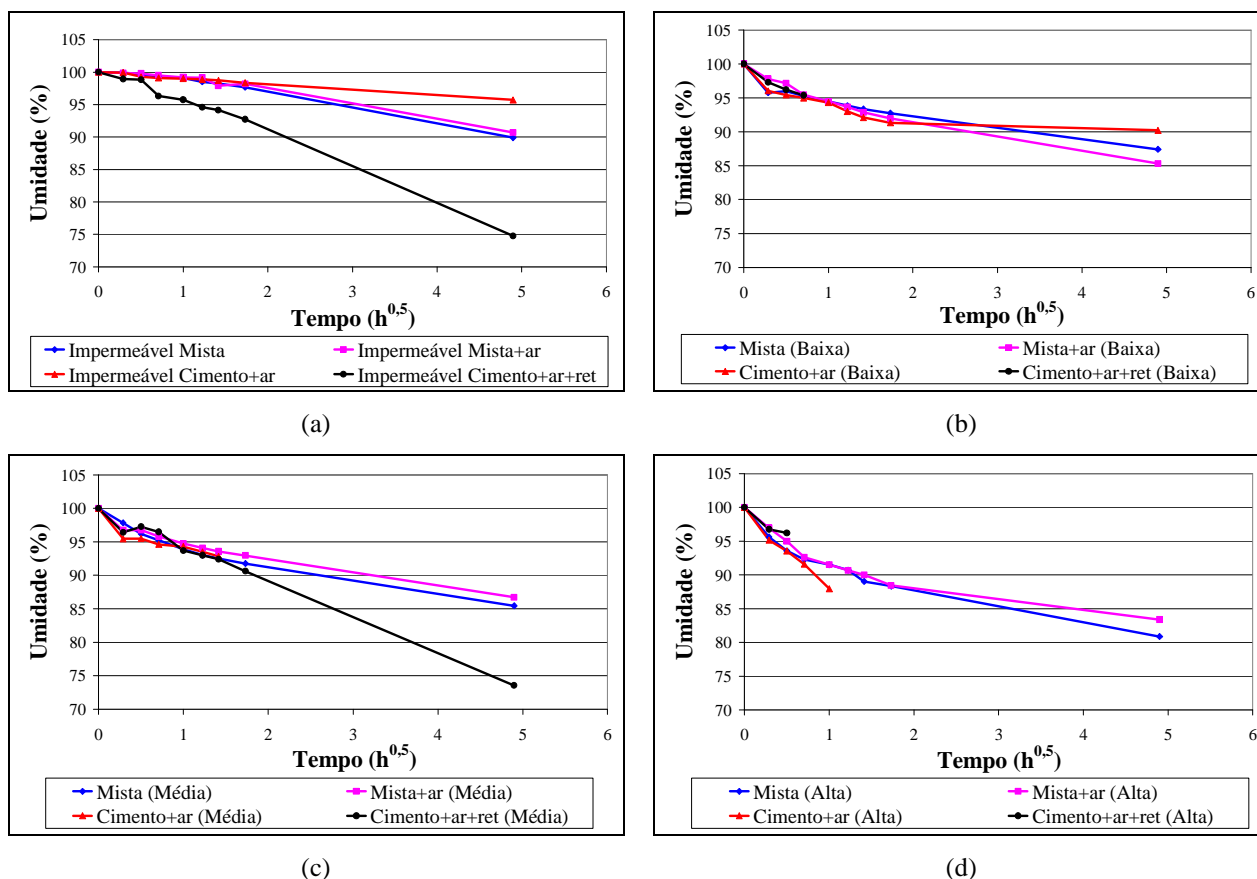 105
100
95
90
85
80
75
70
Umidade (%)
0 1 2 3 4 5 6
Tempo (h0,5)
Impermeável Mista Impermeável Mista+ar
Impermeável Cimento+ar Impermeável Cimento+ar+ret
(a)
105
100
95
90
85
80
75
70
Umidade (%)
0 1 2 3 4 5 6
Tempo (h0,5)
Mista (Baixa) Mista+ar (Baixa)
Cimento+ar (Baixa) Cimento+ar+ret (Baixa)
(b)
105
100
95
90
85
80
75
70
Umidade (%)
0 1 2 3 4 5 6
Tempo (h0,5)
Mista (Média) Mista+ar (Média)
Cimento+ar (Média) Cimento+ar+ret (Média)
(c)
105
100
95
90
85
80
75
70
Umidade (%)
0 1 2 3 4 5 6
Tempo (h0,5)
Mista (Alta) Mista+ar (Alta)
Cimento+ar (Alta) Cimento+ar+ret (Alta)
(d)